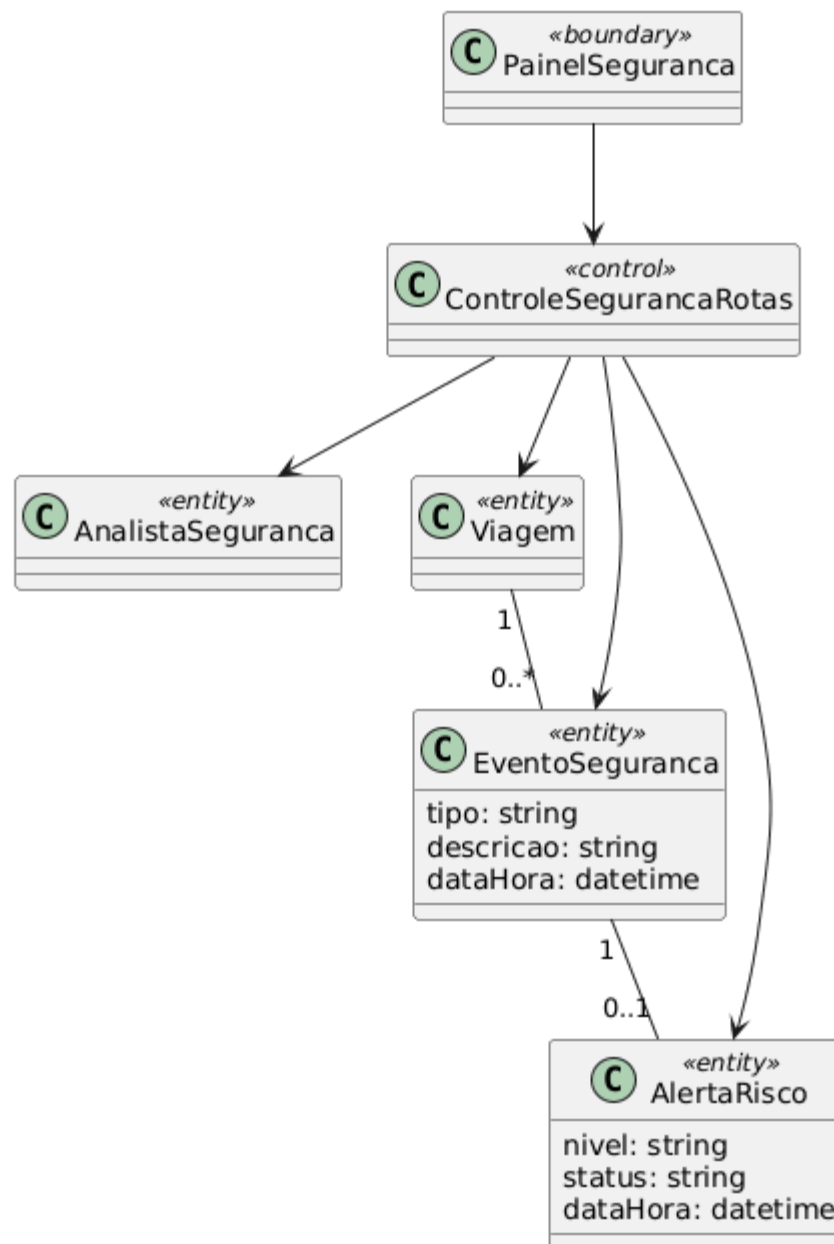 «boundary»
C PainelSeguranca
«control»
C ControleSegurancaRotas
«entity»
C AnalistaSeguranca
«entity»
C Viagem
1
0..*
«entity»
C EventoSeguranca
tipo: string
descricao: string
dataHora: datetime
1
0..1
«entity»
C AlertaRisco
nivel: string
status: string
dataHora: datetime